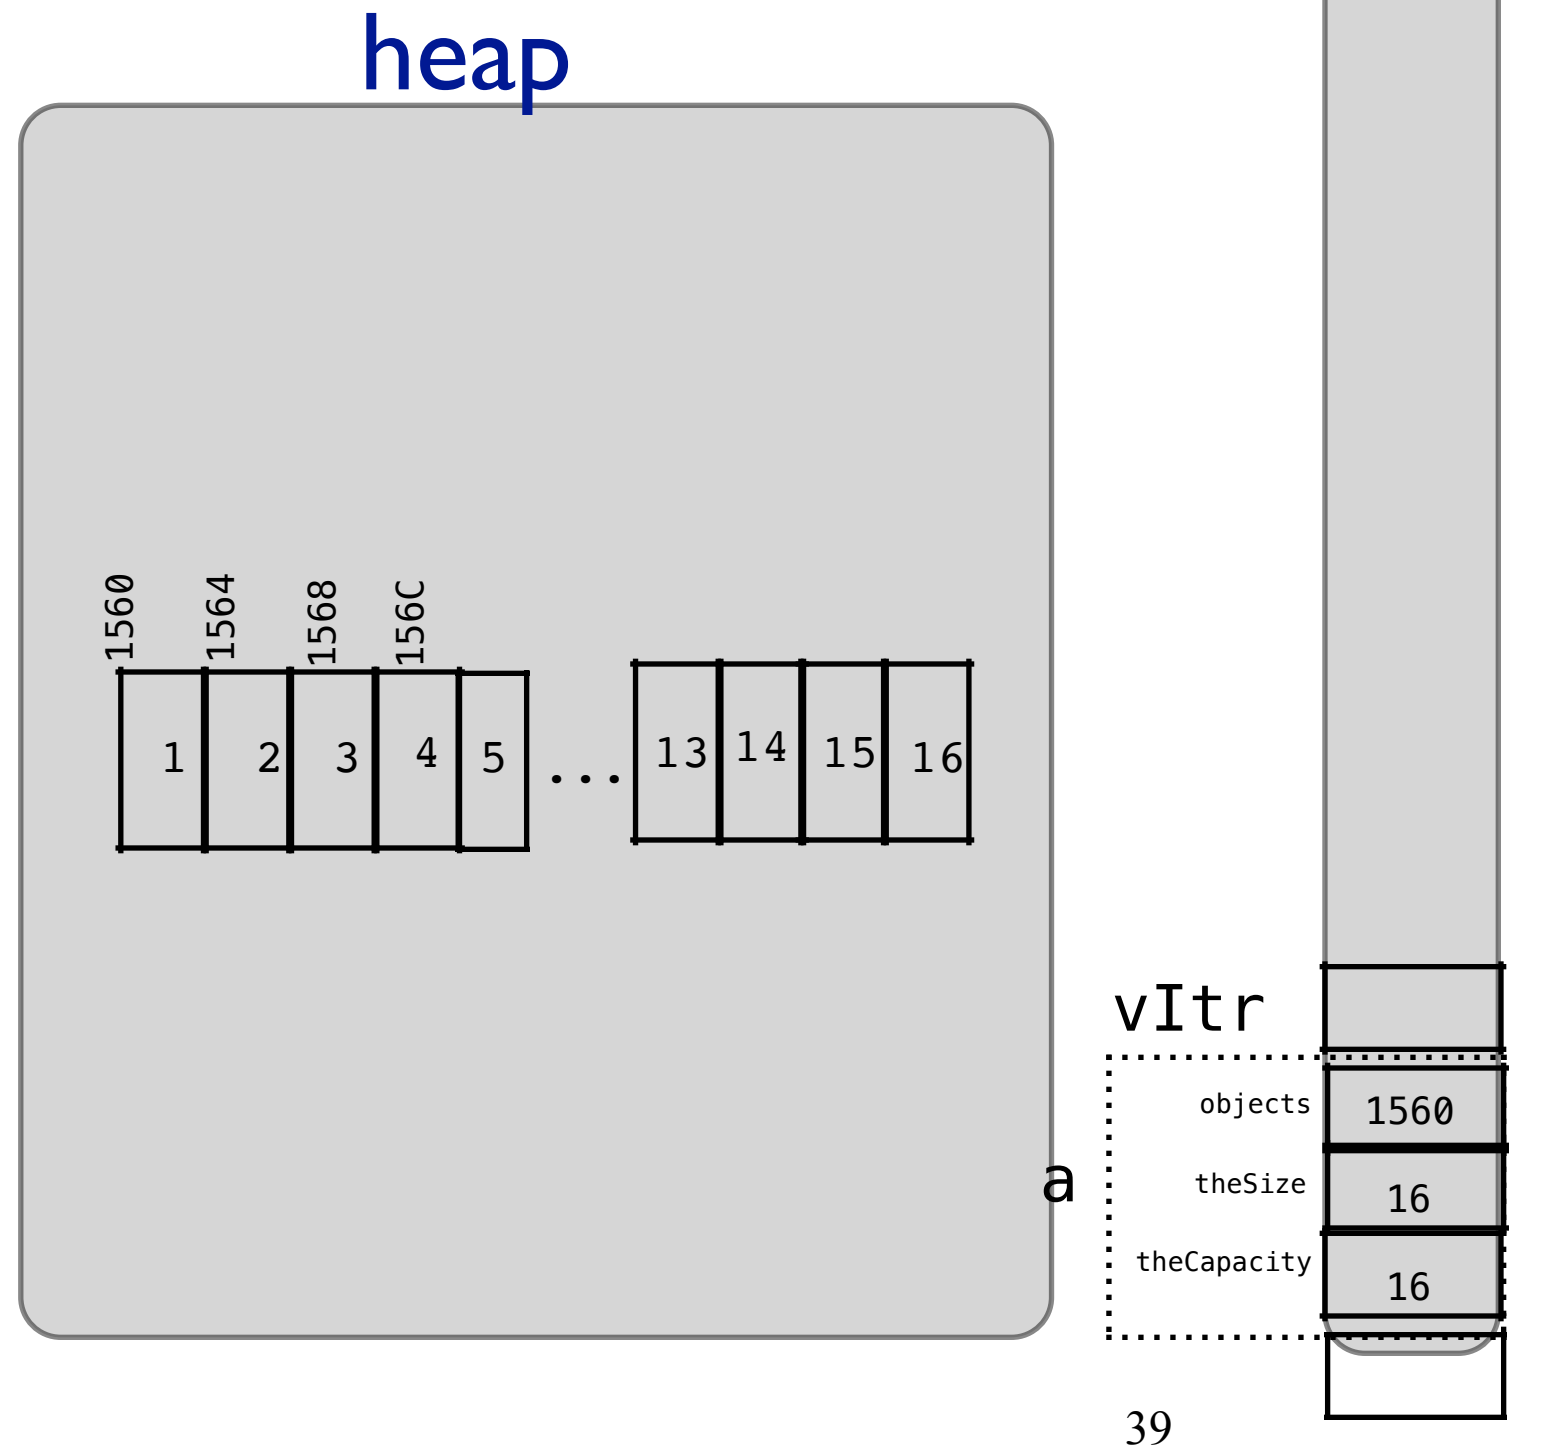 heap
1560 1564 1568 156C
1 2 3 4 5 ... 13 14 15 16
vItr
objects 1560
a
theSize 16
theCapacity 16
39